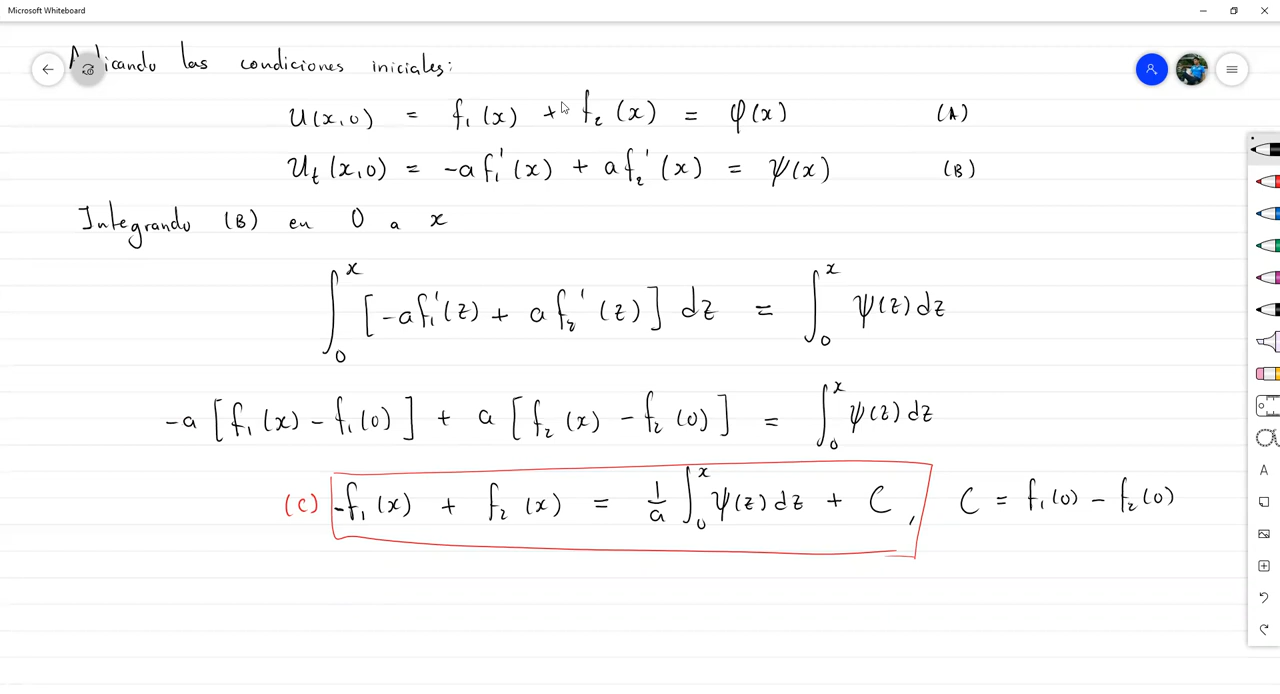 Microsoft Whiteboard
Aplicando las condiciones iniciales:
u(x,0) = f₁(x) + f₂(x) = φ(x) (A)
uₜ(x,0) = -af₁'(x) + af₂'(x) = ψ(x) (B)
Integrando (B) en 0 a x
∫₀ˣ [-af₁'(z) + af₂'(z)] dz = ∫₀ˣ ψ(z)dz
-a [f₁(x) - f₁(0)] + a [f₂(x) - f₂(0)] = ∫₀ˣ ψ(z)dz
(C) -f₁(x) + f₂(x) = 1/a ∫₀ˣ ψ(z)dz + C, C = f₁(0) - f₂(0)